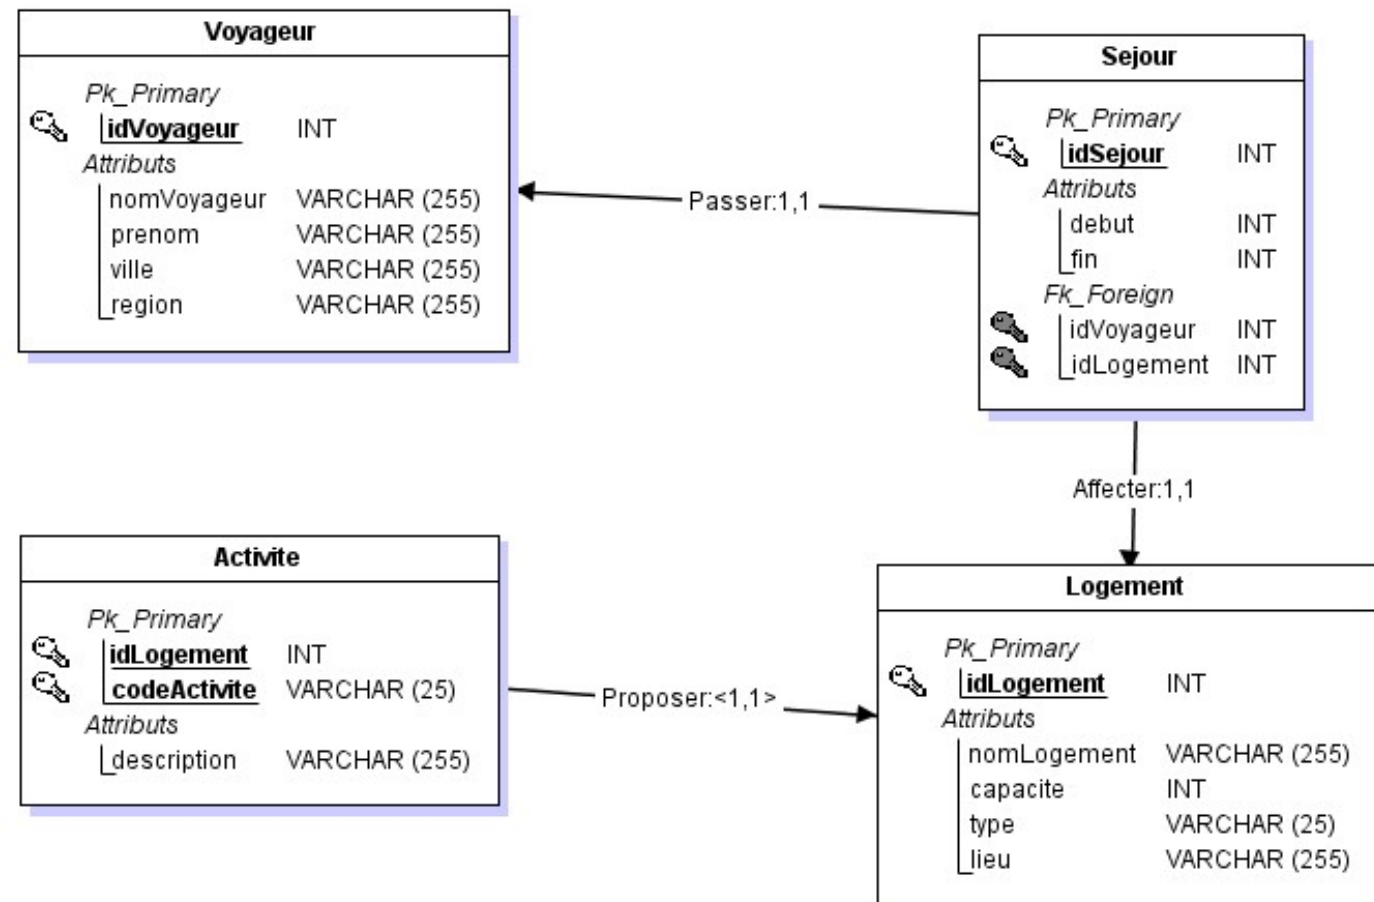 Voyageur
Pk_Primary
idVoyageur INT
Attributs
nomVoyageur VARCHAR (255)
prenom VARCHAR (255)
ville VARCHAR (255)
region VARCHAR (255)
Passer:1,1
Sejour
Pk_Primary
idSejour INT
Attributs
debut INT
fin INT
Fk_Foreign
idVoyageur INT
idLogement INT
Affecter:1,1
Activite
Pk_Primary
idLogement INT
codeActivite VARCHAR (25)
Attributs
description VARCHAR (255)
Proposer:<1,1>
Logement
Pk_Primary
idLogement INT
Attributs
nomLogement VARCHAR (255)
capacite INT
type VARCHAR (25)
lieu VARCHAR (255)